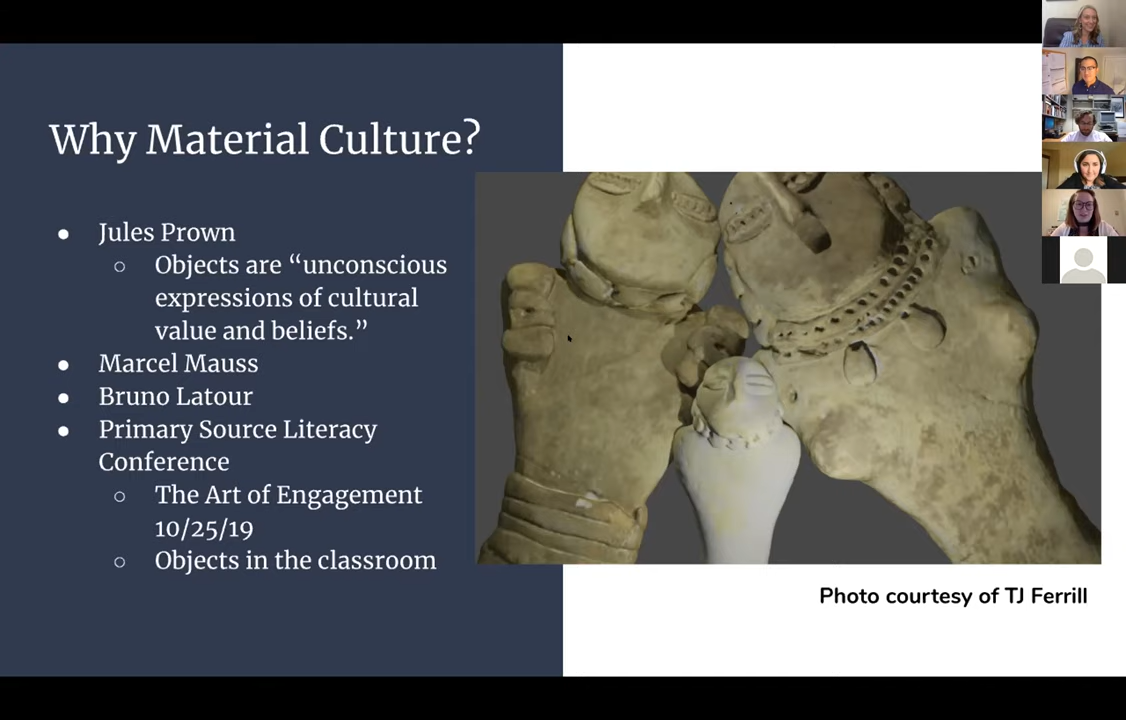 Why Material Culture?
Jules Prown
Objects are “unconscious
expressions of cultural
value and beliefs.”
Marcel Mauss
Bruno Latour
Primary Source Literacy
Conference
The Art of Engagement
10/25/19
Objects in the classroom
Photo courtesy of TJ Ferrill